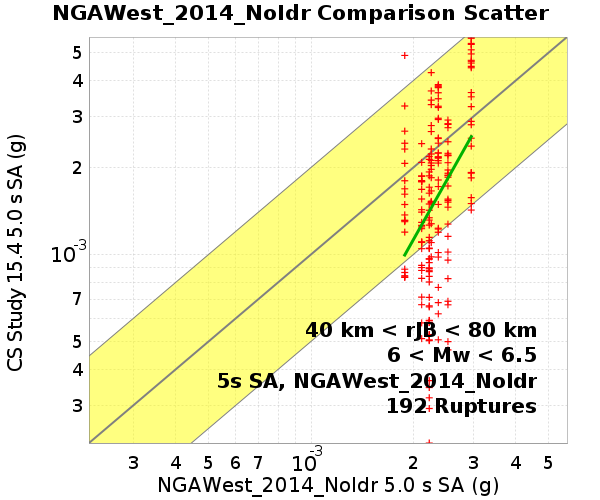 NGAWest_2014_NoIdr Comparison Scatter
CS Study 15.4 5.0 s SA (g)
5
4
3
2
10-3
7
5
4
3
40 km < rJB < 80 km
6 < Mw < 6.5
5s SA, NGAWest_2014_NoIdr
192 Ruptures
3 4 5 6 7 10-3 2 3 4 5
NGAWest_2014_NoIdr 5.0 s SA (g)